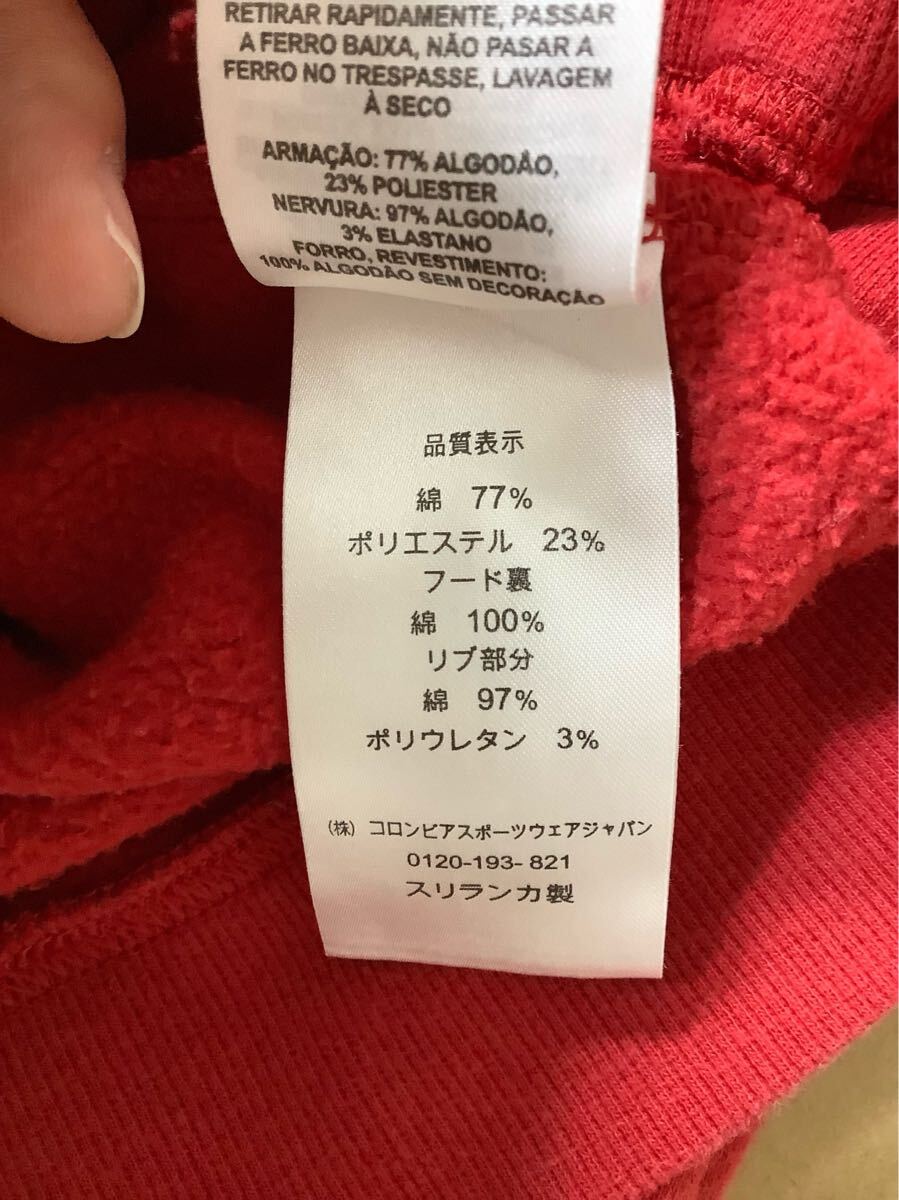 RETIRAR RAPIDAMENTE, PASSAR
A FERRO BAIXA, NÃO PASAR A
FERRO NO TRESPASSE, LAVAGEM
À SECO
ARMAÇÃO: 77% ALGODÃO,
23% POLIESTER
NERVURA: 97% ALGODÃO,
3% ELASTANO
FORRO, REVESTIMENTO:
100% ALGODÃO SEM DECORAÇÃO
品質表示
綿 77%
ポリエステル 23%
フード裏
綿 100%
リブ部分
綿 97%
ポリウレタン 3%
(株) コロンビアスポーツウェアジャパン
0120-193-821
スリランカ製